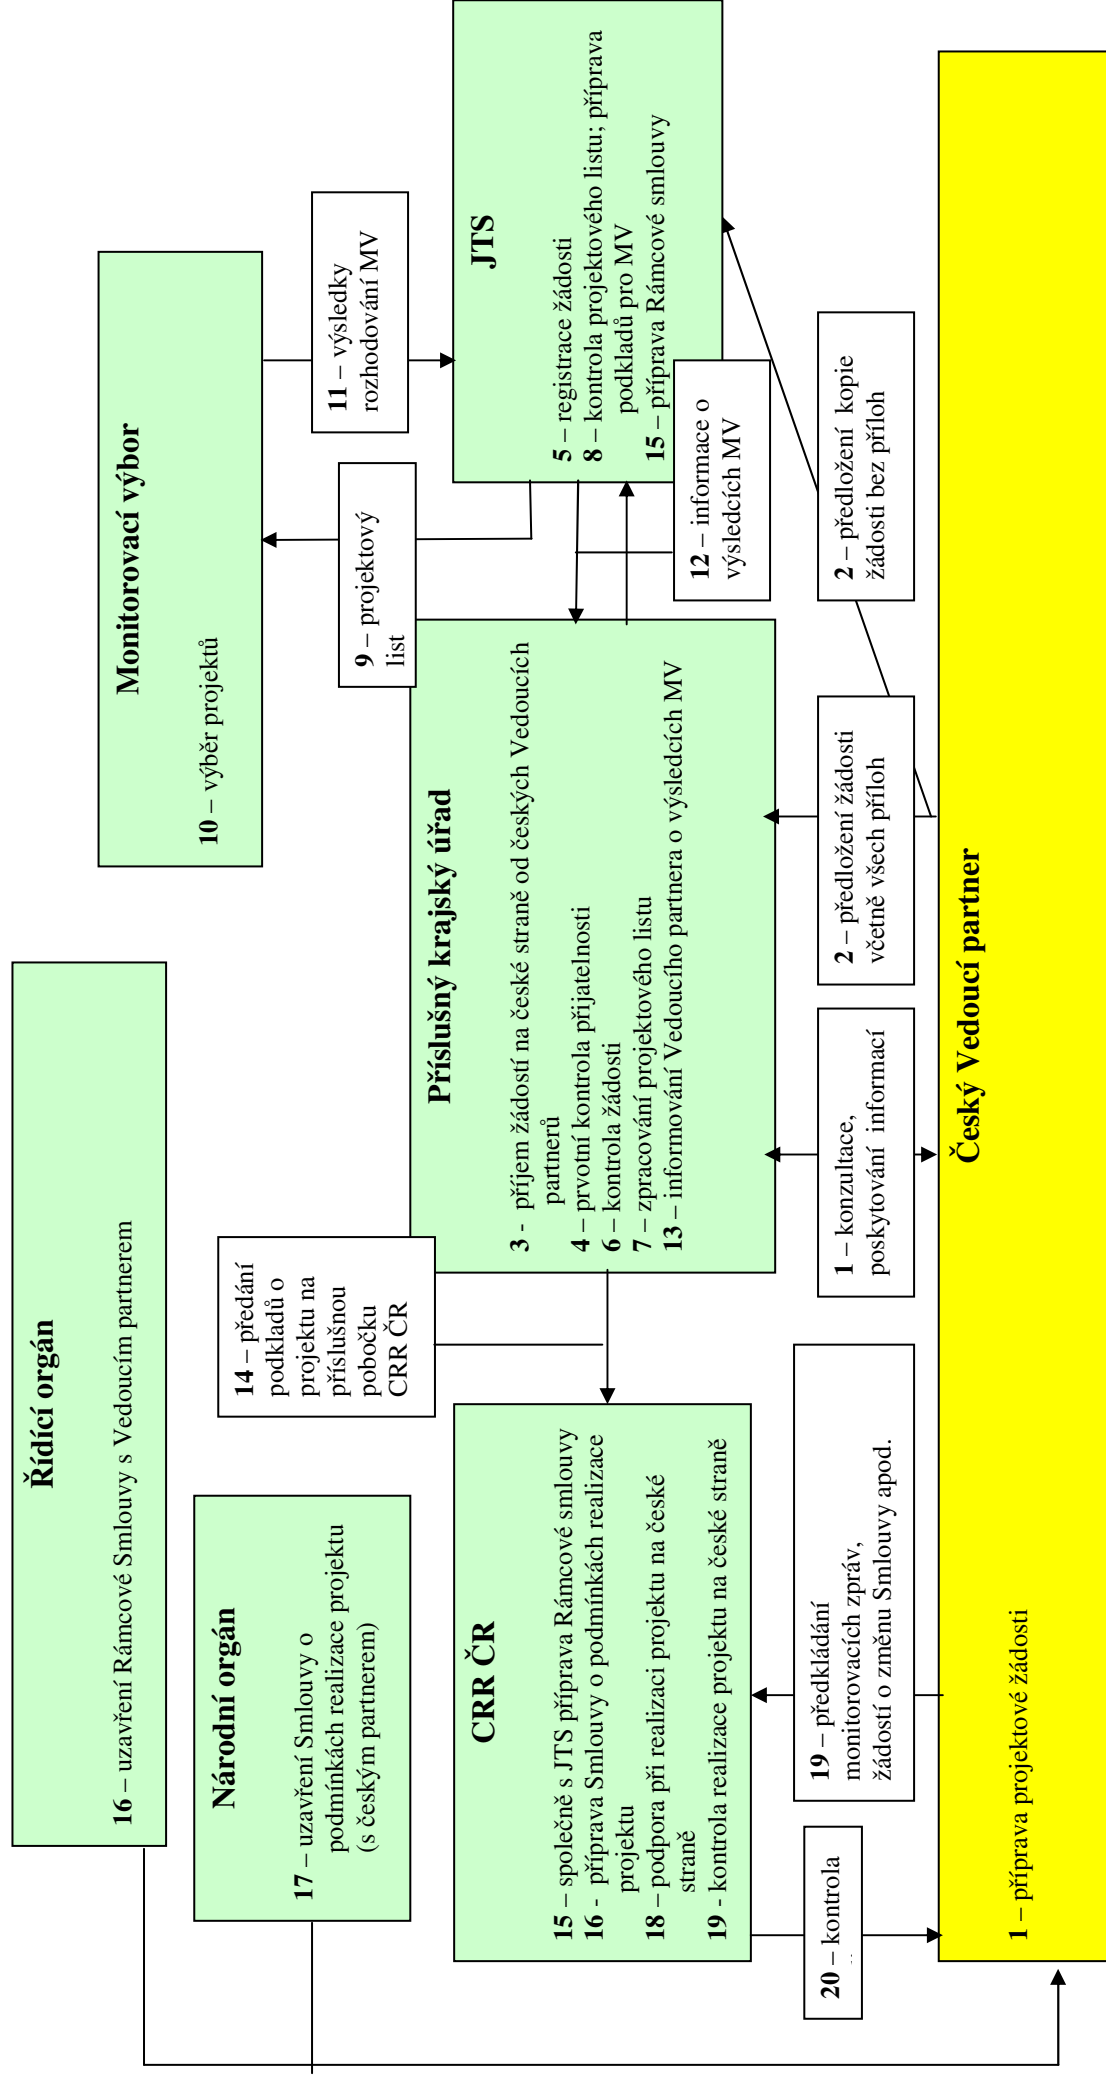 Řídící orgán
16 – uzavření Ráncové Smlouvy s Vedoucím partnerem
Národní orgán
17 – uzavření Smlouvy o
podmínkách realizace projektu
(s českým partnerem)
Monitorovací výbor
10 – výběr projektů
14 – předání
podkladů o
projektu na
příslušnou
pobočku
CRR ČR
9 – projektový
list
11 – výsledky
rozhodování MV
CRR ČR
15 – společně s JTS příprava Rámcové smlouvy
16 - příprava Smlouvy o podmínkách realizace
projektu
18 – podpora při realizaci projektu na české
straně
19 - kontrola realizace projektu na české straně
Příslušný krajský úřad
3 - příjem žádostí na české straně od českých Vedoucích
partnerů
4 – prvotní kontrola přijatelnosti
6 – kontrola žádosti
7 – zpracování projektového listu
13 – informování Vedoucího partnera o výsledcích MV
JTS
5 – registrace žádosti
8 – kontrola projektového listu; příprava
podkladů pro MV
15 – příprava Rámcové smlouvy
12 – informace o
výsledcích MV
20 – kontrola
19 – předkládání
monitorovacích zpráv,
žádostí o změnu Smlouvy apod.
1 – konzultace,
poskytování informací
2 – předložení žádosti
včetně všech příloh
2 – předložení kopie
žádosti bez příloh
Český Vedoucí partner
1 – příprava projektové žádosti